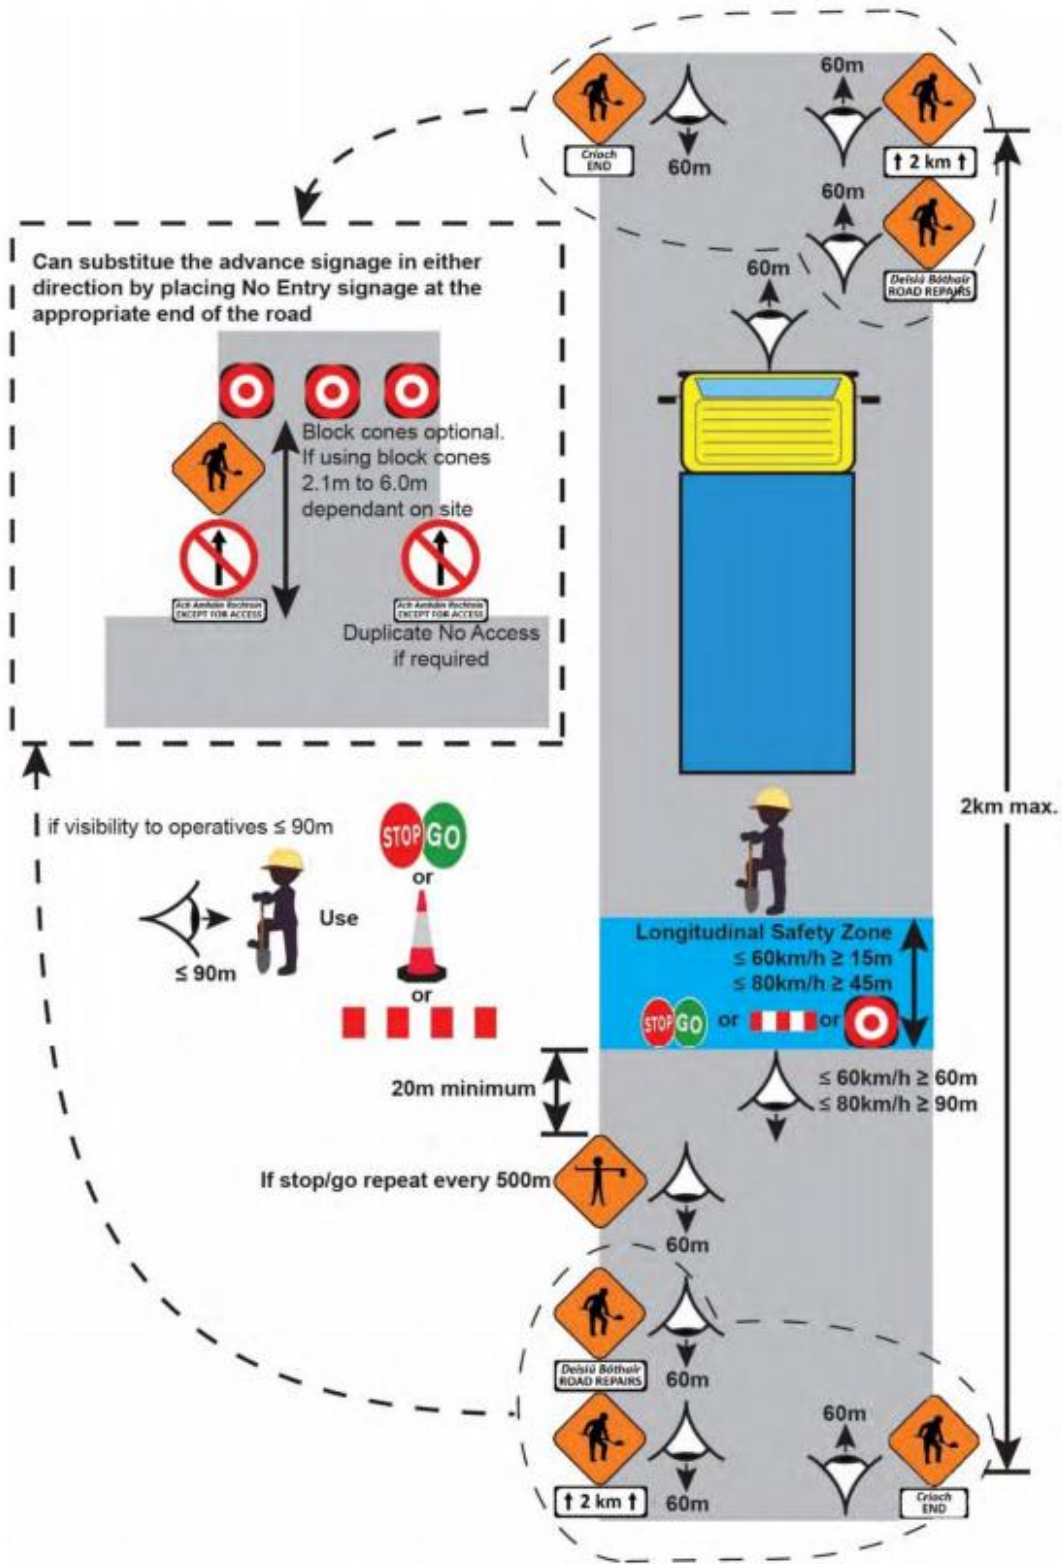 60m
Críoch
END
60m
↑ 2 km ↑
60m
Deisiú Bóthair
ROAD REPAIRS
60m
Can substitue the advance signage in either
direction by placing No Entry signage at the
appropriate end of the road
Block cones optional.
If using block cones
2.1m to 6.0m
dependant on site
Ach Amháin Rochtain
EXCEPT FOR ACCESS
Ach Amháin Rochtain
EXCEPT FOR ACCESS
Duplicate No Access
if required
2km max.
if visibility to operatives ≤ 90m
STOP GO
or
Use
≤ 90m
or
Longitudinal Safety Zone
≤ 60km/h ≥ 15m
≤ 80km/h ≥ 45m
STOP GO or or
20m minimum
≤ 60km/h ≥ 60m
≤ 80km/h ≥ 90m
If stop/go repeat every 500m
60m
Deisiú Bóthair
ROAD REPAIRS
60m
↑ 2 km ↑
60m
60m
Críoch
END